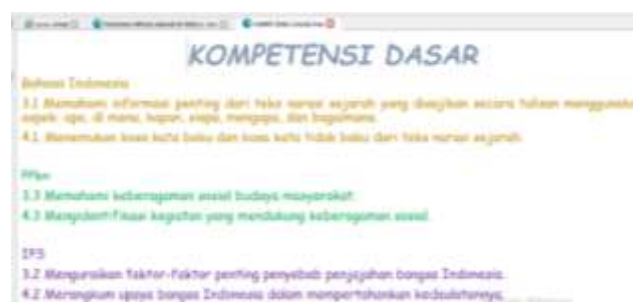 KOMPETENSI DASAR
Bahasa Indonesia
3.1 Memahami informasi penting dari teks narasi sejarah yang disajikan secara tulisan menggunakan
aspek: apa, di mana, kapan, siapa, mengapa, dan bagaimana.
4.1. Menemukan kosa kata baku dan kosa kata tidak baku dari teks narasi sejarah.
PPkn
3.3 Memahami keberagaman sosial budaya masyarakat.
4.3 Mengidentifikasi kegiatan yang mendukung keberagaman sosial.
IPS
3.2 Menguraikan faktor-faktor penting penyebab penjajahan bangsa Indonesia.
4.2 Merangkum upaya bangsa Indonesia dalam mempertahankan kedaulatannya.